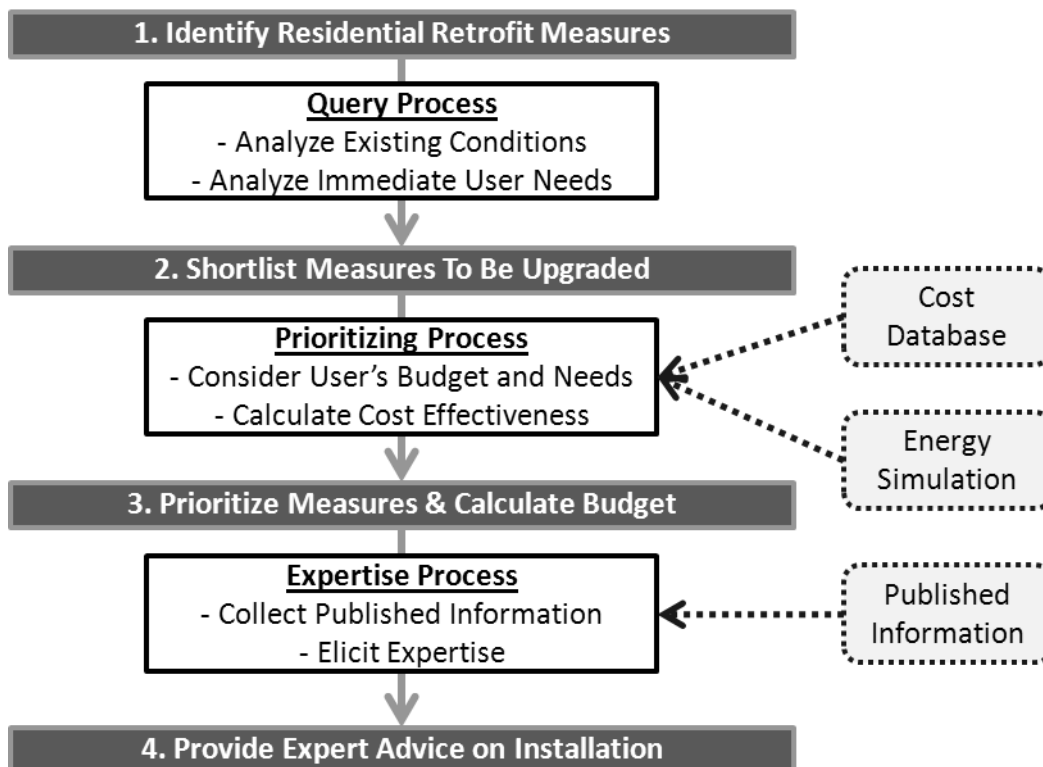 1. Identify Residential Retrofit Measures
Query Process
- Analyze Existing Conditions
- Analyze Immediate User Needs
2. Shortlist Measures To Be Upgraded
Cost
Database
Prioritizing Process
- Consider User's Budget and Needs
- Calculate Cost Effectiveness
Energy
Simulation
3. Prioritize Measures & Calculate Budget
Expertise Process
- Collect Published Information
- Elicit Expertise
Published
Information
4. Provide Expert Advice on Installation